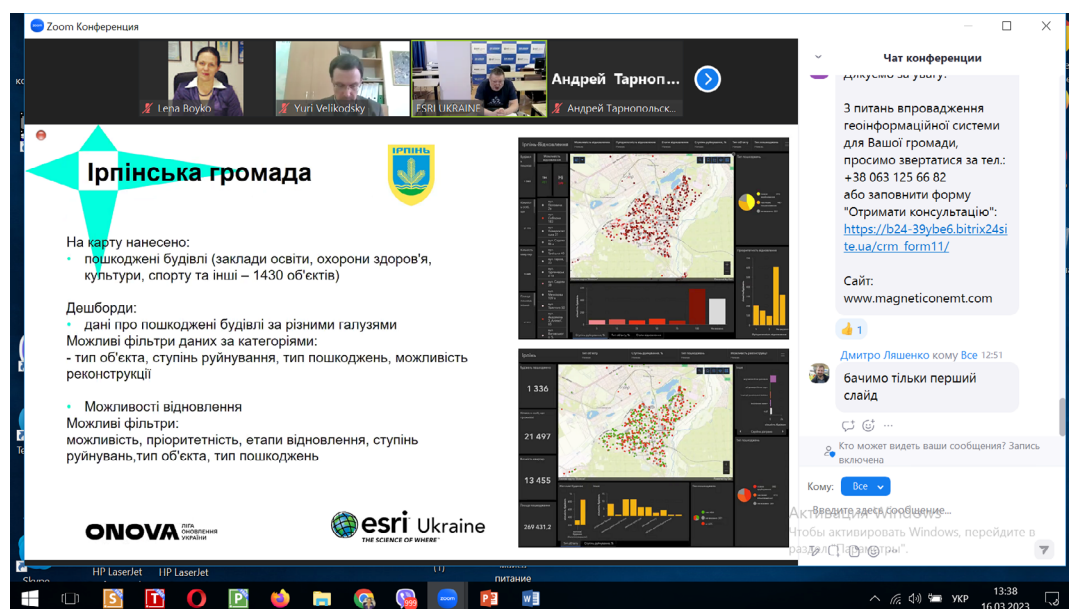 Zoom Конференция
Lena Boyko
Yuri Velikodsky
ESRI UKRAINE
Андрей Тарноп...
Андрей Тарнопольск...
Ірпінська громада
ІРПІНЬ
На карту нанесено:
• пошкоджені будівлі (заклади освіти, охорони здоров'я,
культури, спорту та інші – 1430 об'єктів)
Дешборди:
• дані про пошкоджені будівлі за різними галузями
Можливі фільтри даних за категоріями:
- тип об'єкта, ступінь руйнування, тип пошкоджень, можливість
реконструкції
• Можливості відновлення
Можливі фільтри:
можливість, пріоритетність, етапи відновлення, ступінь
руйнувань,тип об'єкта, тип пошкоджень
ONOVA ЛІГА
ОНОВЛЕННЯ
УКРАЇНИ
esri Ukraine
THE SCIENCE OF WHERE
Ірпінь-Відновлення
Ірпінь
1 336
21 497
13 455
269 431,2
Чат конференции
Дякуємо за увагу!
З питань впровадження
геоінформаційної системи
для Вашої громади,
просимо звертатися за тел.:
+38 063 125 66 82
або заповнити форму
"Отримати консультацію":
https://b24-39ybe6.bitrix24si
te.ua/crm_form11/
Сайт:
www.magneticonemt.com
👍 1
Дмитро Ляшенко кому Все 12:51
бачимо тільки перший
слайд
Кто может видеть ваши сообщения? Запись
включена
Кому: Все
Введите здесь сообщение...
Активация Windows
Чтобы активировать Windows, перейдите в
раздел "Параметры".
Skype
HP LaserJet
HP LaserJet
(1)
питание
999
zoom
УКР
13:38
16.03.2023